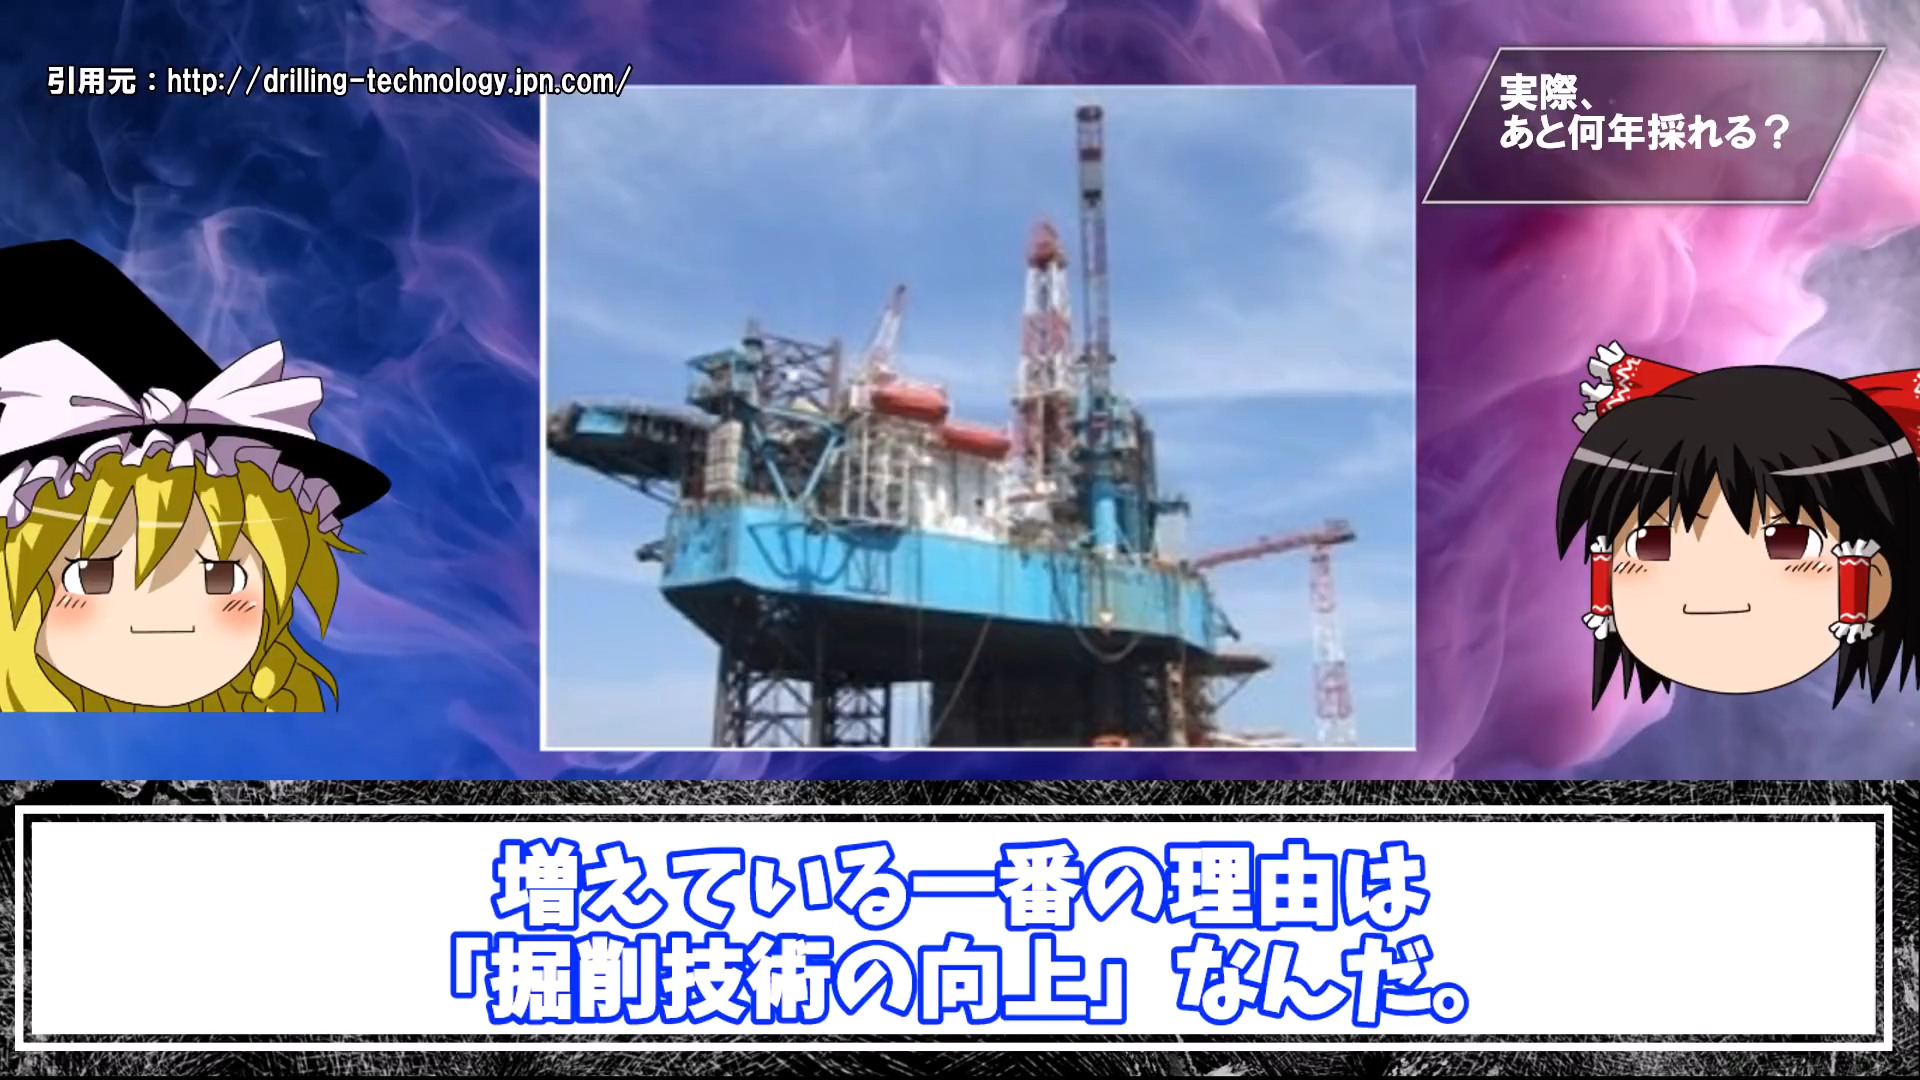 引用元：http://drilling-technology.jpn.com/
実際、
あと何年採れる？
増えている一番の理由は
「掘削技術の向上」なんだ。